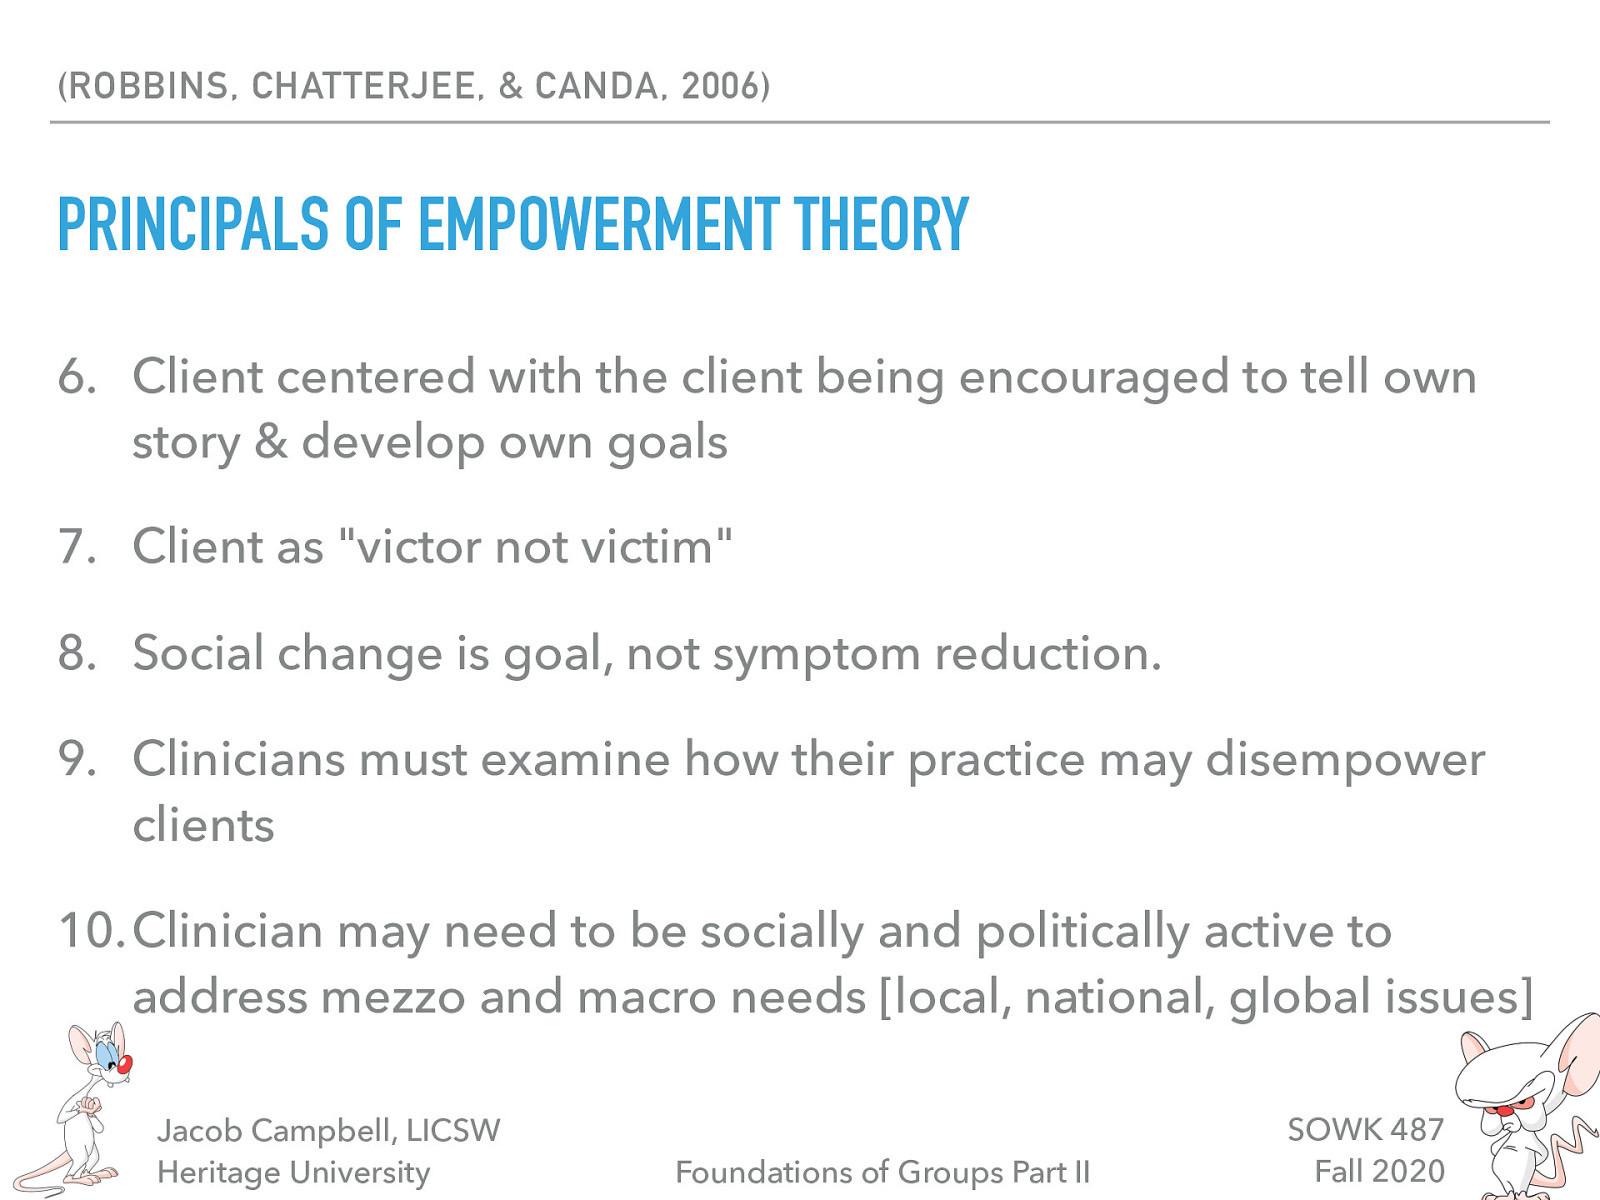 (ROBBINS, CHATTERJEE, & CANDA, 2006)
PRINCIPALS OF EMPOWERMENT THEORY
6. Client centered with the client being encouraged to tell own
story & develop own goals
7. Client as "victor not victim"
8. Social change is goal, not symptom reduction.
9. Clinicians must examine how their practice may disempower
clients
10. Clinician may need to be socially and politically active to
address mezzo and macro needs [local, national, global issues]
Jacob Campbell, LICSW
Heritage University
Foundations of Groups Part II
SOWK 487
Fall 2020